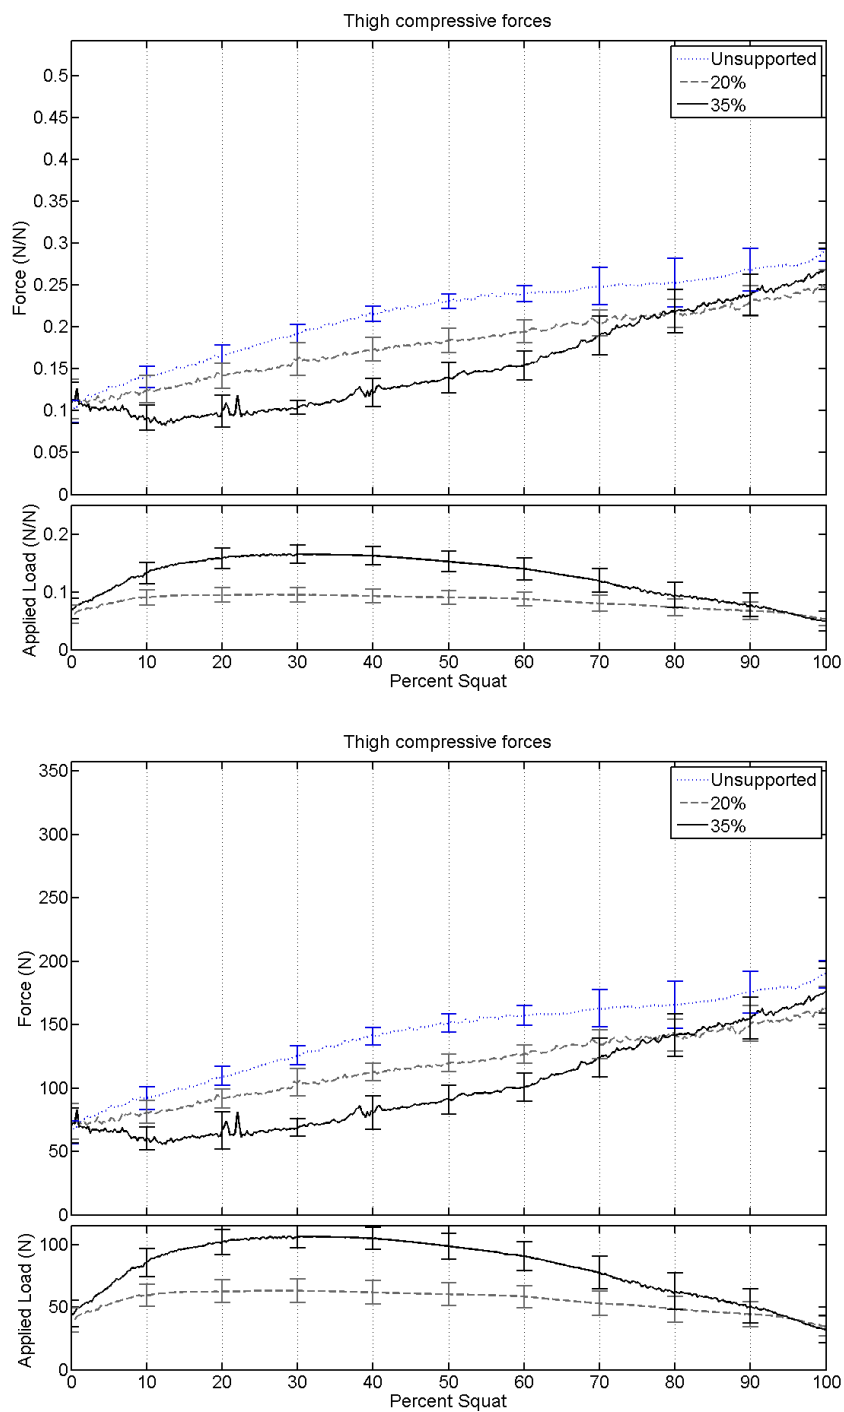 Thigh compressive forces
Unsupported
20%
35%
0.5
0.45
0.4
0.35
0.3
0.25
0.2
0.15
0.1
0.05
0
Force (N/N)
0.2
0.1
0
Applied Load (N/N)
0 10 20 30 40 50 60 70 80 90 100
Percent Squat
Thigh compressive forces
Unsupported
20%
35%
350
300
250
200
150
100
50
0
Force (N)
100
50
0
Applied Load (N)
0 10 20 30 40 50 60 70 80 90 100
Percent Squat